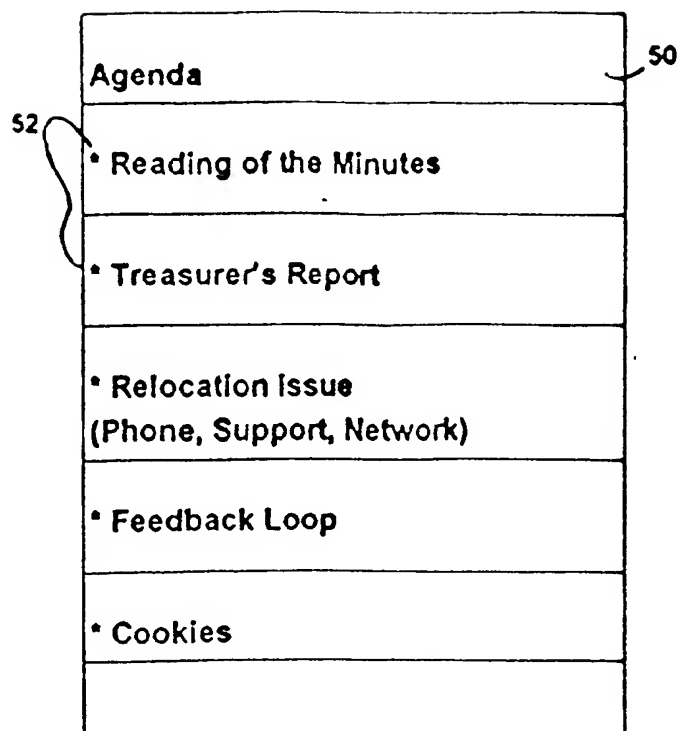 50
Agenda
52
* Reading of the Minutes
* Treasurer's Report
* Relocation Issue
(Phone, Support, Network)
* Feedback Loop
* Cookies